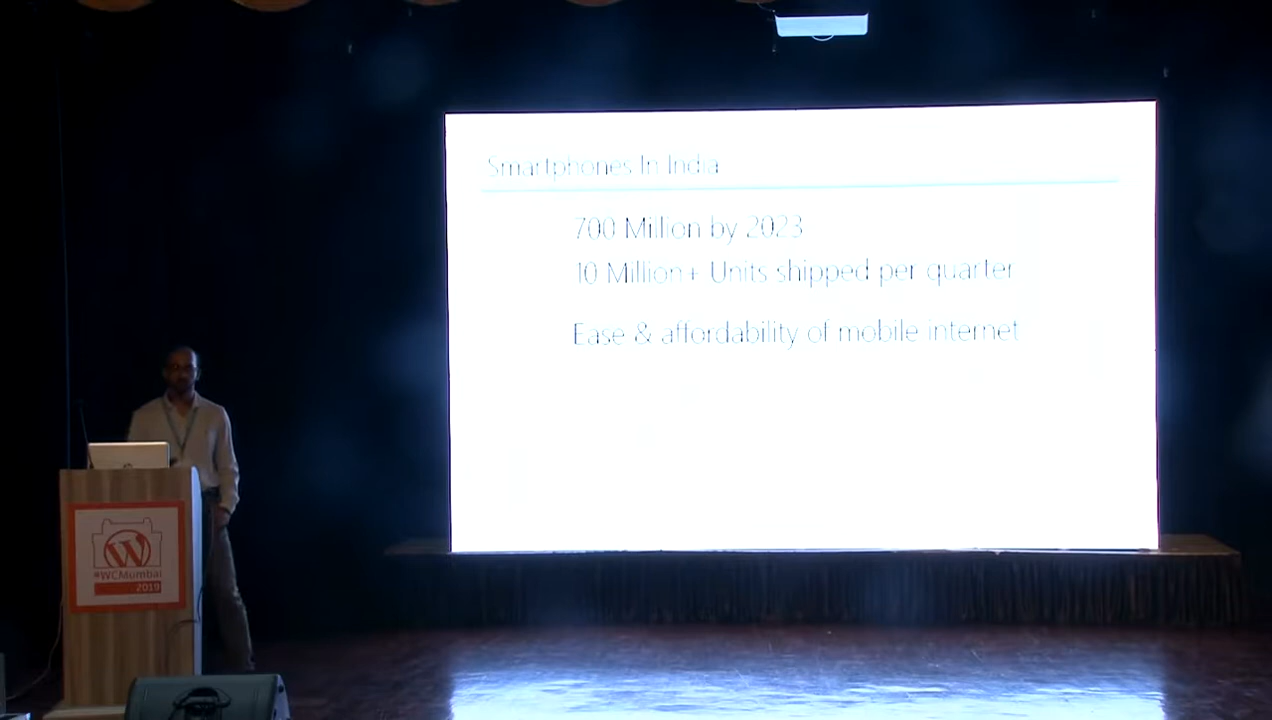 Smartphones In India
700 Million by 2023
10 Million+ Units shipped per quarter
Ease & affordability of mobile internet
#WCMumbai
2019